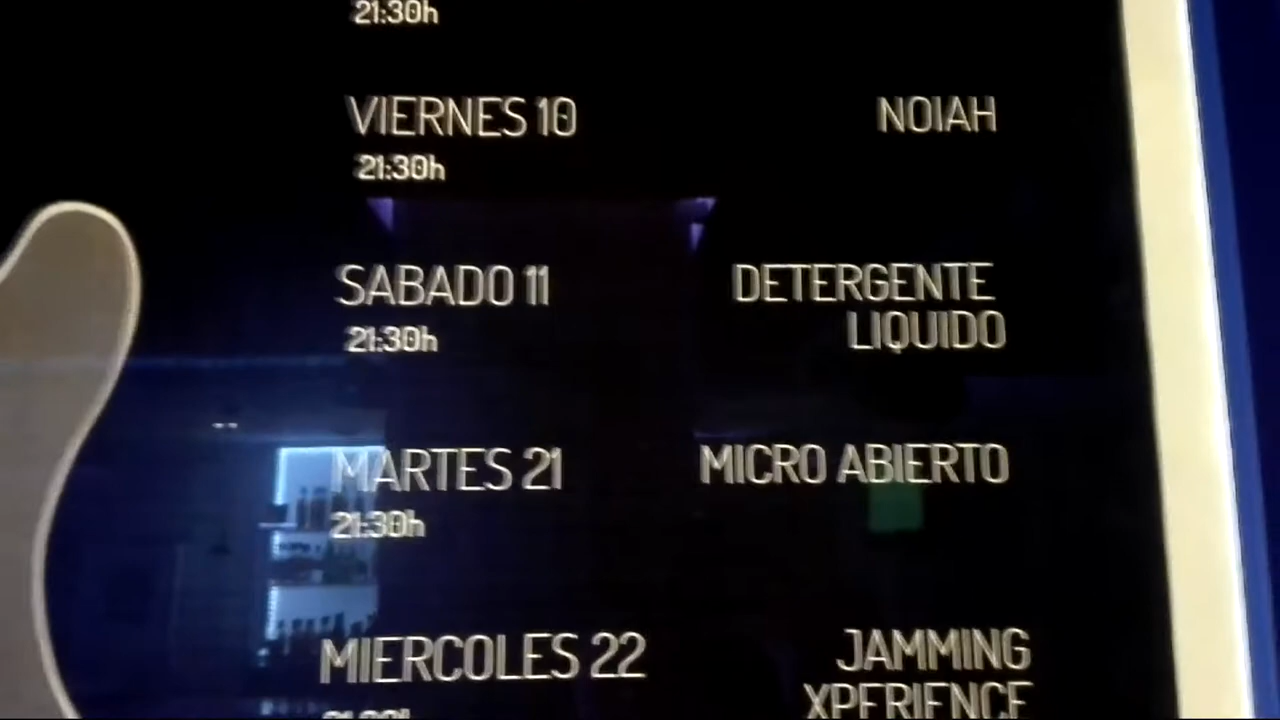 21:30h
VIERNES 10 NOIAH
21:30h
SABADO 11 DETERGENTE
21:30h LIQUIDO
MARTES 21 MICRO ABIERTO
21:30h
MIERCOLES 22 JAMMING
XPERIENCE